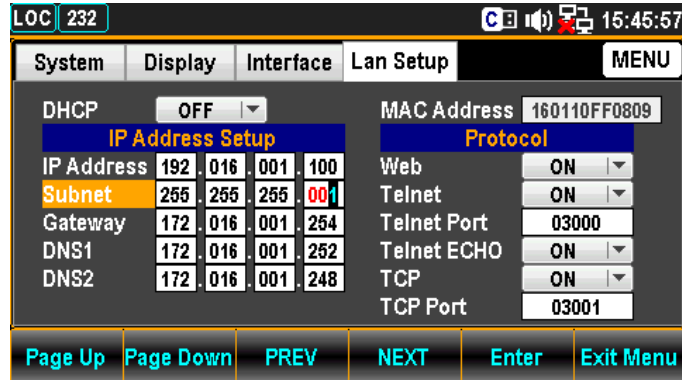 LOC 232 C 15:45:57
System Display Interface Lan Setup MENU
DHCP OFF MAC Address 160110FF0809
IP Address Setup Protocol
IP Address 192.016.001.100 Web ON
Subnet 255.255.255.001 Telnet ON
Gateway 172.016.001.254 Telnet Port 03000
DNS1 172.016.001.252 Telnet ECHO ON
DNS2 172.016.001.248 TCP ON
TCP Port 03001
Page Up Page Down PREV NEXT Enter Exit Menu